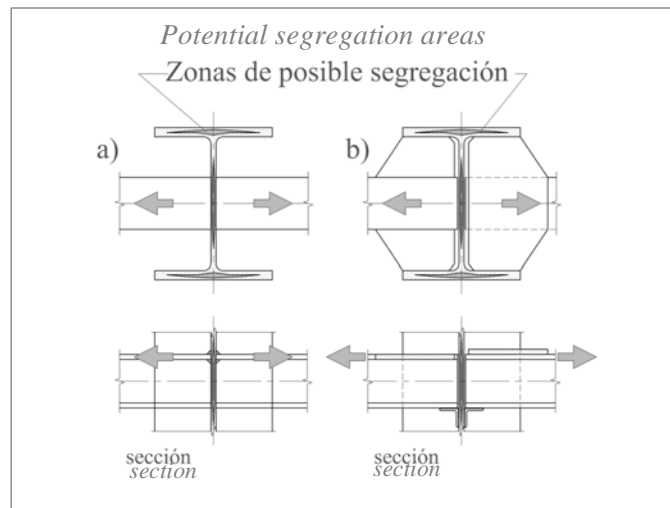 Potential segregation areas
Zonas de posible segregación
a)
b)
sección
section
sección
section